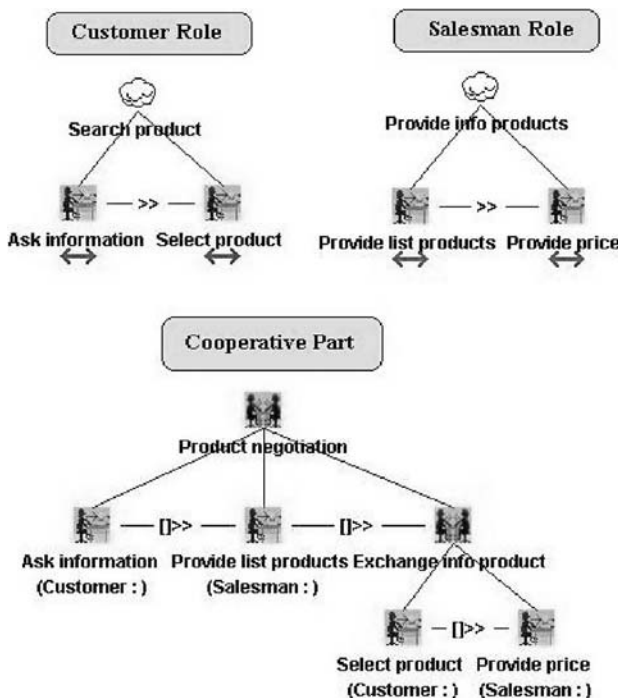 Customer Role
Salesman Role
Search product
Provide info products
>>
>>
Ask information
Select product
Provide list products
Provide price
Cooperative Part
Product negotiation
[]>>
[]>>
Ask information
Provide list products
Exchange info product
(Customer : )
(Salesman : )
[]>>
Select product
Provide price
(Customer : )
(Salesman : )